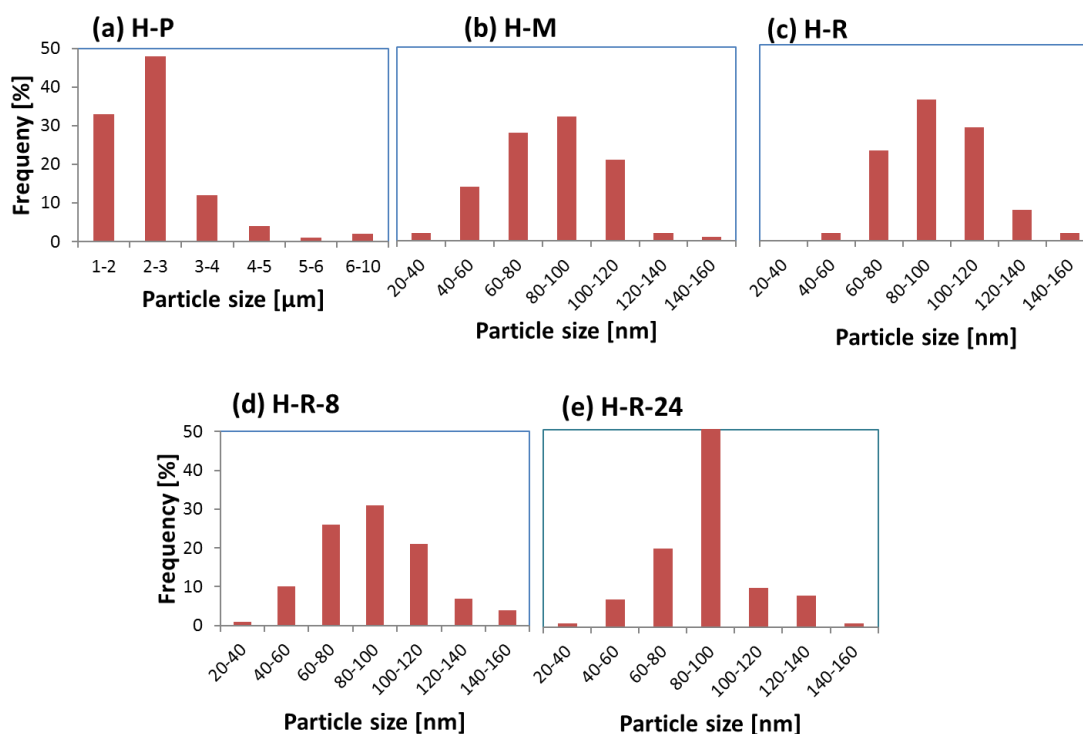 (a) H-P
(b) H-M
(c) H-R
50
40
30
20
10
0
Frequeny [%]
1-2 2-3 3-4 4-5 5-6 6-10
Particle size [µm]
20-40 40-60 60-80 80-100 100-120 120-140 140-160
Particle size [nm]
20-40 40-60 60-80 80-100 100-120 120-140 140-160
Particle size [nm]
(d) H-R-8
(e) H-R-24
50
40
30
20
10
0
Frequency [%]
20-40 40-60 60-80 80-100 100-120 120-140 140-160
Particle size [nm]
20-40 40-60 60-80 80-100 100-120 120-140 140-160
Particle size [nm]